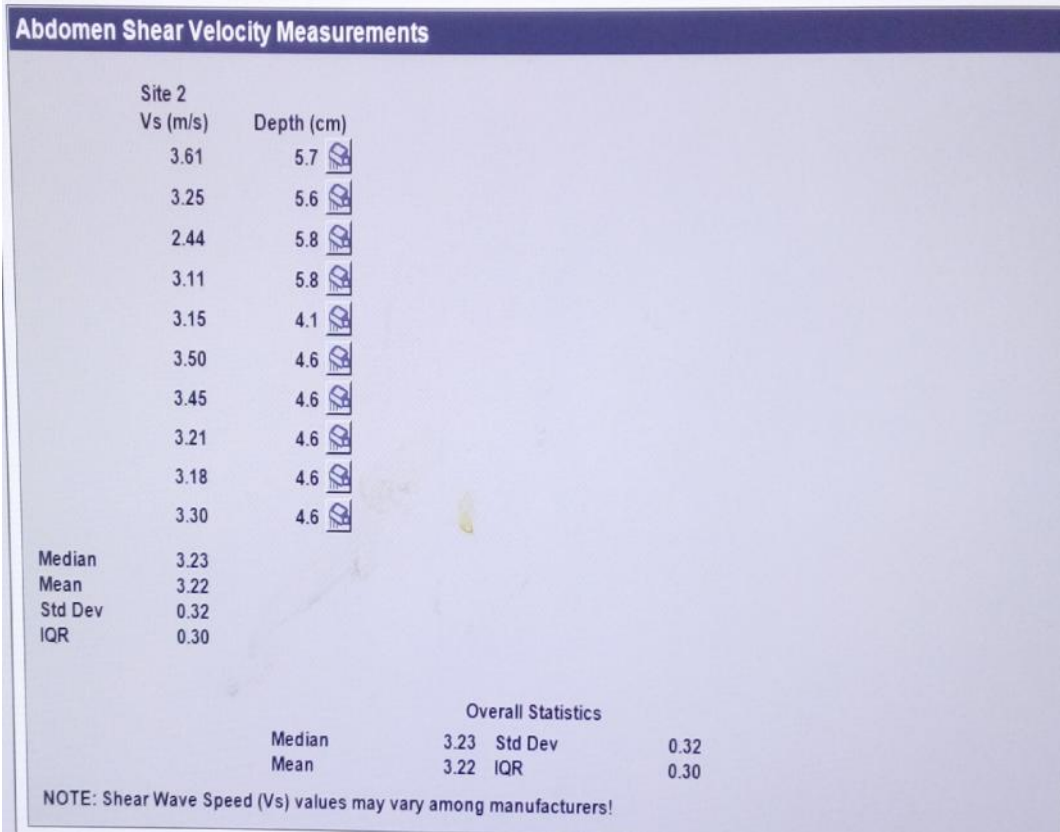 Abdomen Shear Velocity Measurements
Site 2
Vs (m/s) Depth (cm)
3.61 5.7
3.25 5.6
2.44 5.8
3.11 5.8
3.15 4.1
3.50 4.6
3.45 4.6
3.21 4.6
3.18 4.6
3.30 4.6
Median 3.23
Mean 3.22
Std Dev 0.32
IQR 0.30
Overall Statistics
Median 3.23 Std Dev 0.32
Mean 3.22 IQR 0.30
NOTE: Shear Wave Speed (Vs) values may vary among manufacturers!